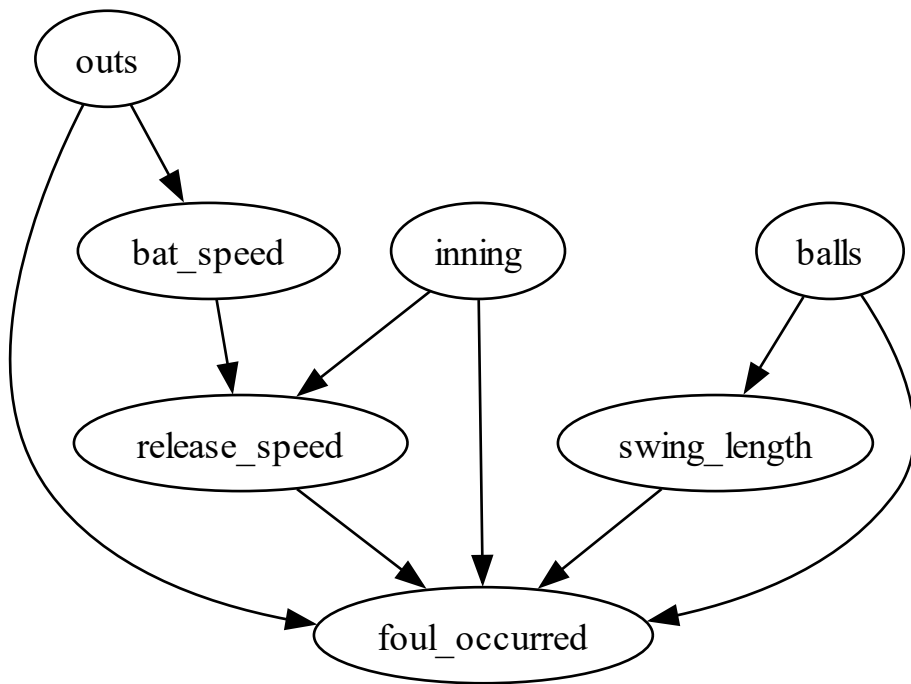 outs
bat_speed
inning
balls
release_speed
swing_length
foul_occurred